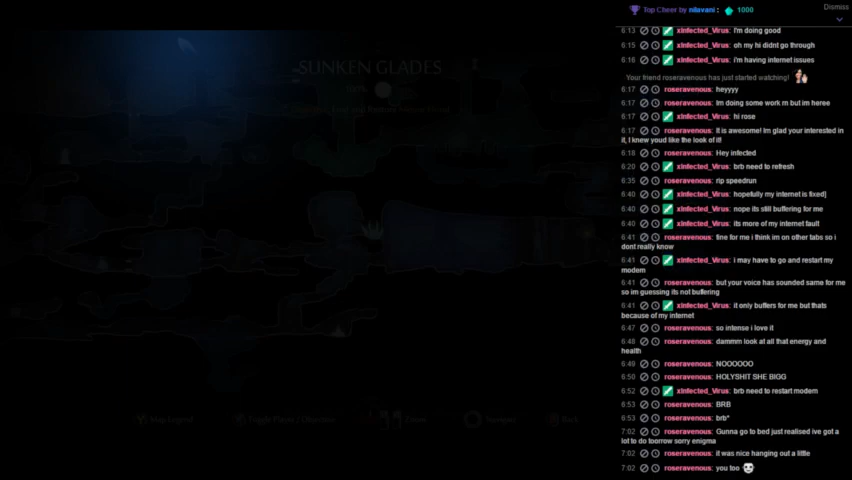 Top Cheer by nilavani : 1000
Dismiss
SUNKEN GLADES
100%
6:13 xInfected_Virus: I'm doing good
6:15 xInfected_Virus: oh my hi didnt go through
6:16 xInfected_Virus: i'm having internet issues
Your friend roseravenous has just started watching!
6:17 roseravenous: heyyyy
6:17 roseravenous: Im doing some work rn but im heree
6:17 xInfected_Virus: hi rose
6:17 roseravenous: It is awesome! Im glad your interested in
it, I knew youd like the look of it!
6:18 roseravenous: Hey infected
6:20 xInfected_Virus: brb need to refresh
6:35 roseravenous: rip speedrun
6:40 xInfected_Virus: hopefully my internet is fixed]
6:40 xInfected_Virus: nope its still buffering for me
6:40 xInfected_Virus: its more of my internet fault
6:41 roseravenous: fine for me i think im on other tabs so i
dont really know
6:41 xInfected_Virus: i may have to go and restart my
modem
6:41 roseravenous: but your voice has sounded same for me
so im guessing its not buffering
6:41 xInfected_Virus: it only buffers for me but thats
because of my internet
6:47 roseravenous: so intense i love it
6:48 roseravenous: dammm look at all that energy and
health
6:49 roseravenous: NOOOOOO
6:50 roseravenous: HOLYSHIT SHE BIGG
6:52 xInfected_Virus: brb need to restart modem
6:53 roseravenous: BRB
6:53 roseravenous: brb*
7:02 roseravenous: Gunna go to bed just realised ive got a
lot to do toorrow sorry enigma
7:02 roseravenous: it was nice hanging out a little
7:02 roseravenous: you too
Map Legend
Back